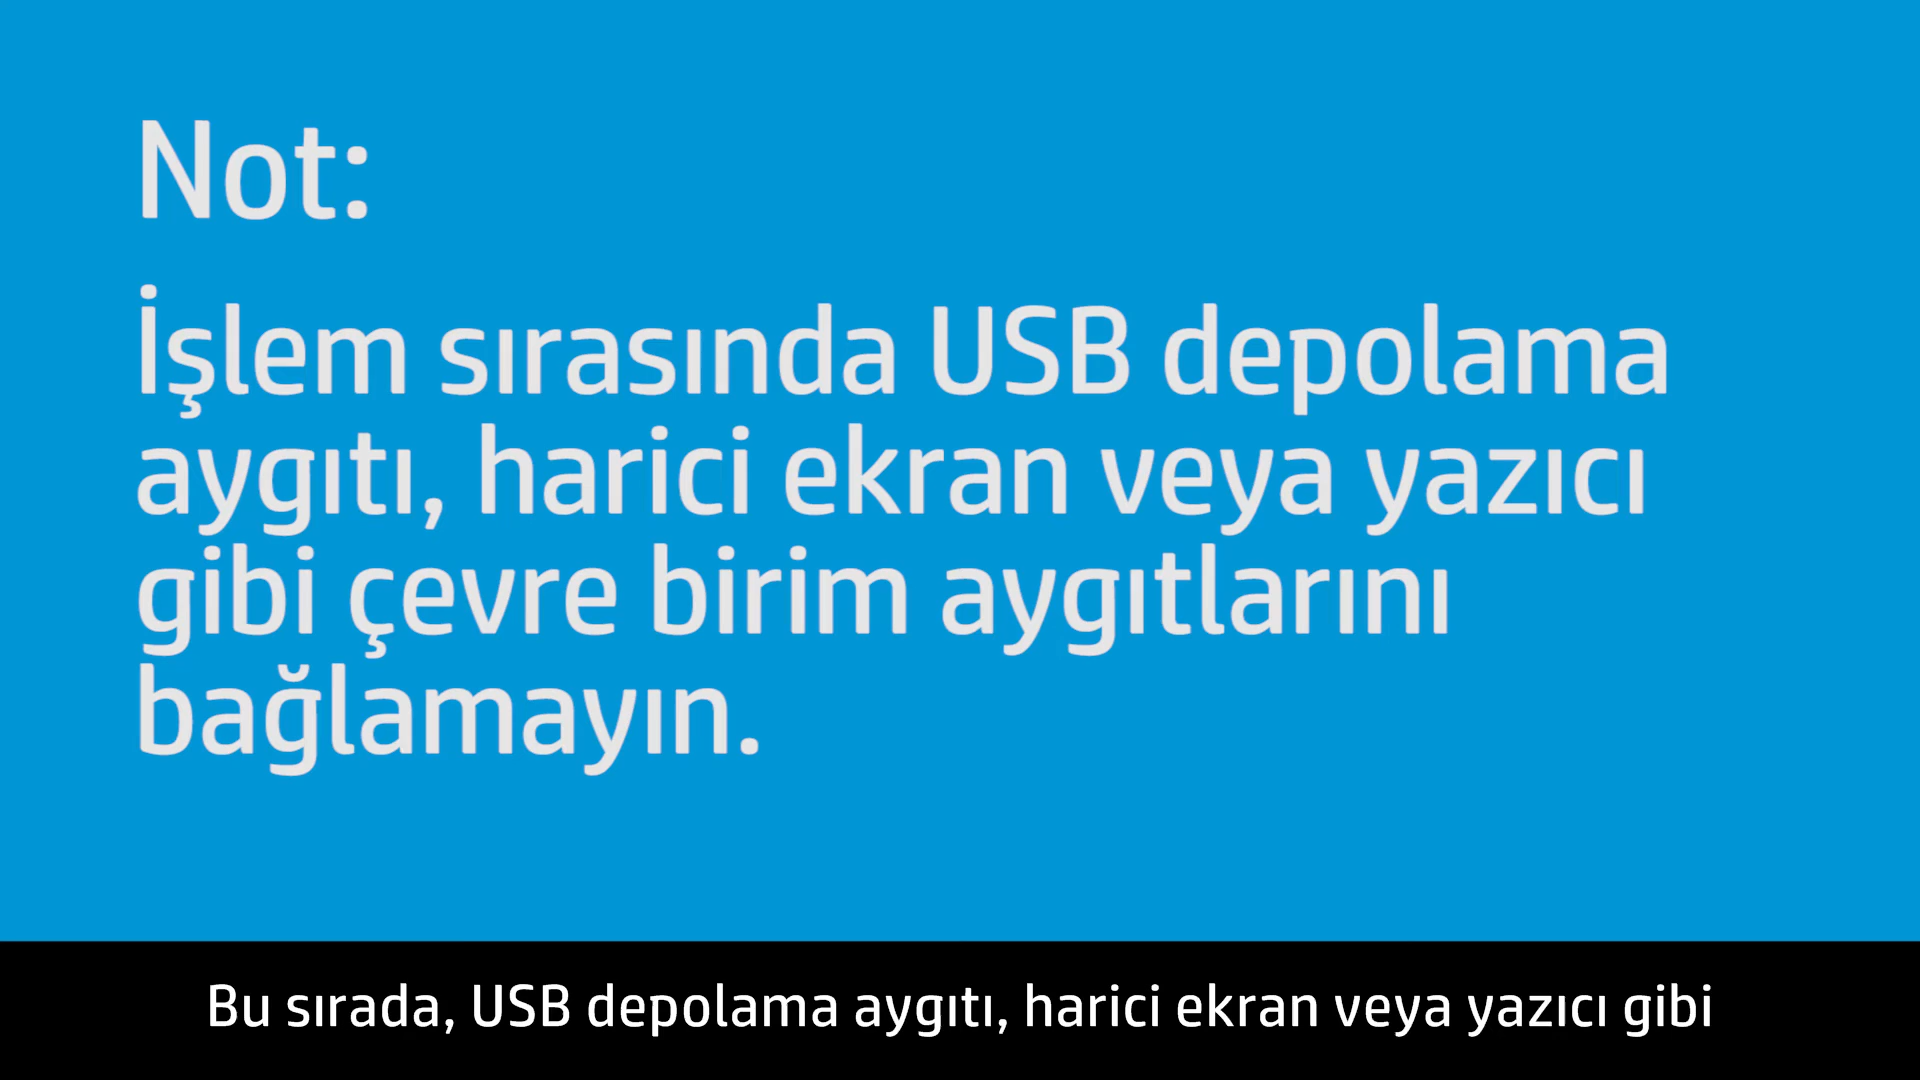 Not:
İşlem sırasında USB depolama
aygıtı, harici ekran veya yazıcı
gibi çevre birim aygıtlarını
bağlamayın.
Bu sırada, USB depolama aygıtı, harici ekran veya yazıcı gibi